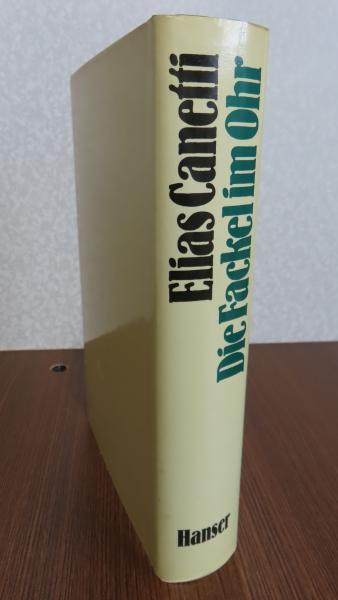 Elias Canetti
Die Fackel im Ohr
Hanser